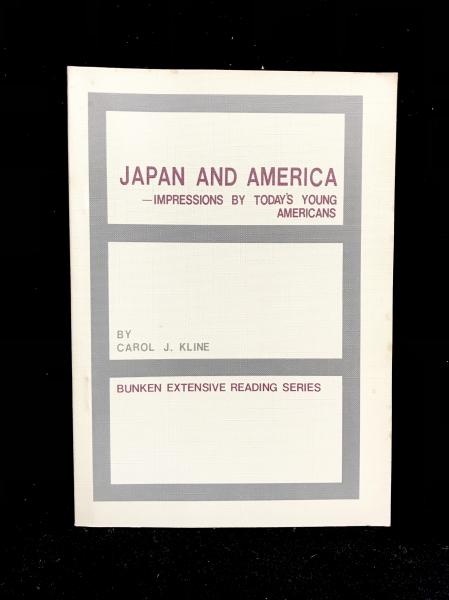 JAPAN AND AMERICA
—IMPRESSIONS BY TODAY'S YOUNG
AMERICANS
BY
CAROL J. KLINE
BUNKEN EXTENSIVE READING SERIES